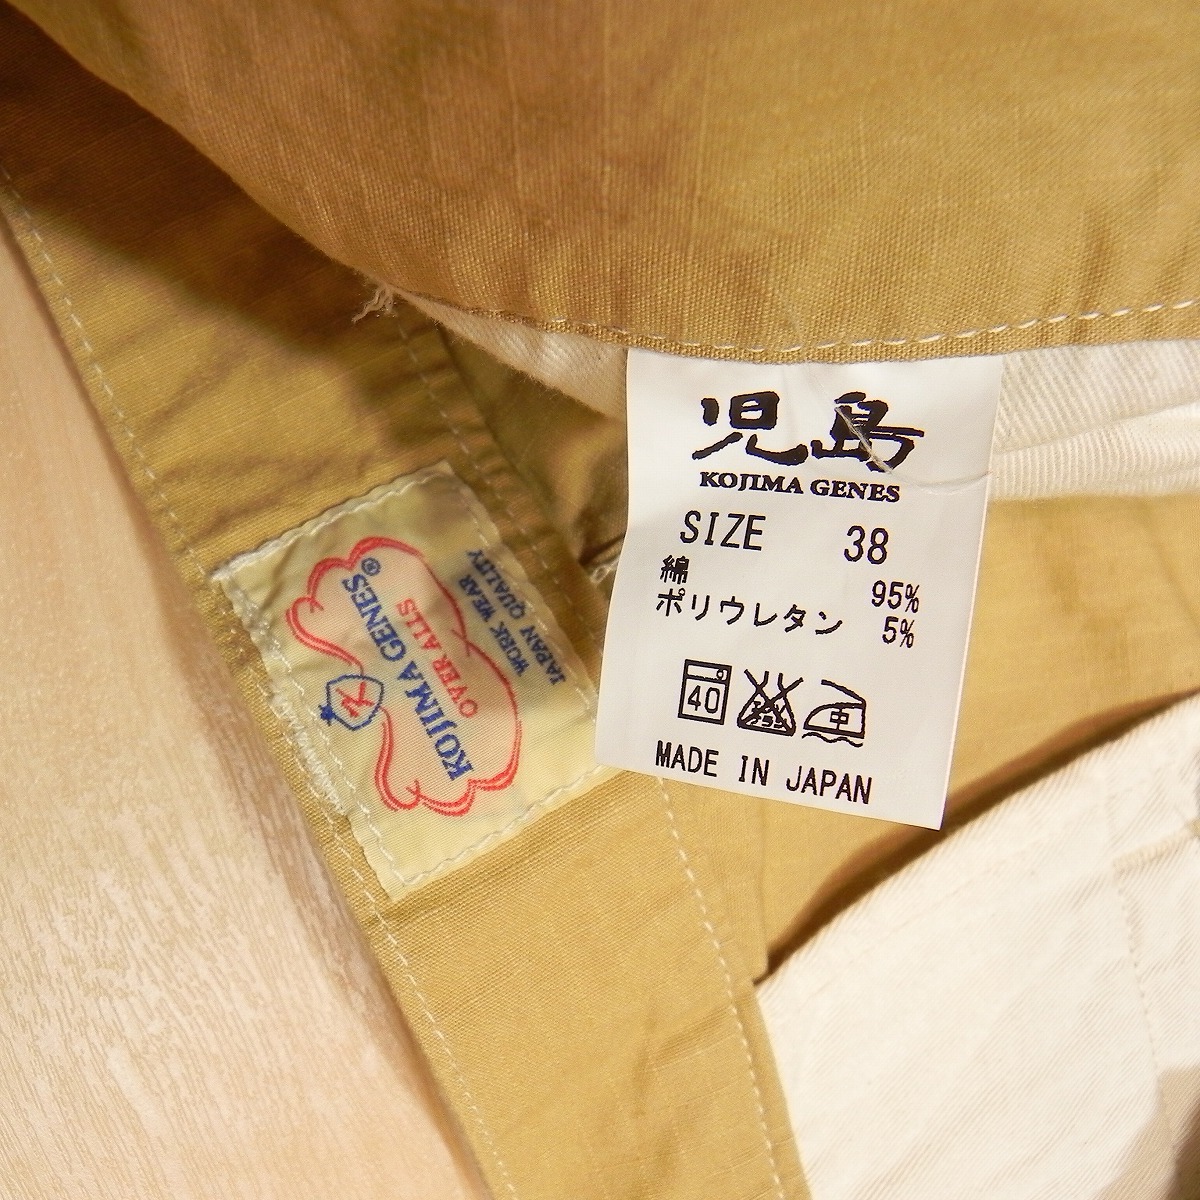 児島
KOJIMA GENES
SIZE 38
綿 95%
ポリウレタン 5%
40
中
MADE IN JAPAN
KOJIMA GENES®
OVER ALLS
WORK WEAR
JAPAN QUALITY